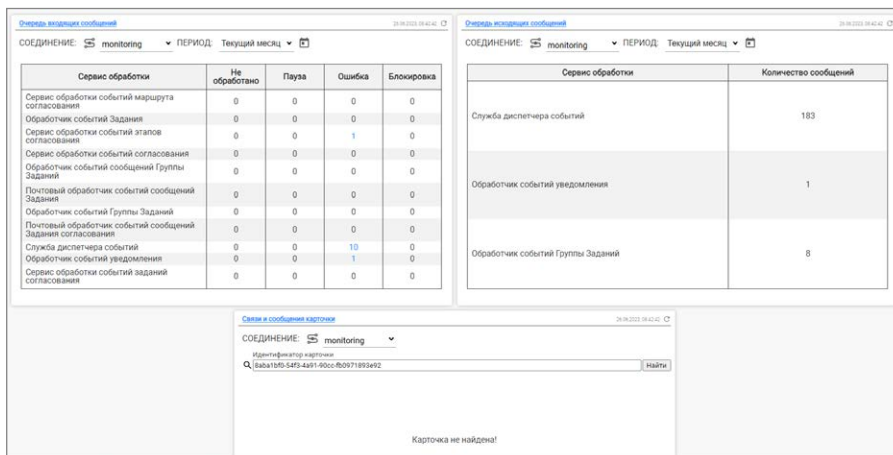 Очередь входящих сообщений
СОЕДИНЕНИЕ: monitoring ПЕРИОД: Текущий месяц
Сервис обработки Не обработано Пауза Ошибка Блокировка
Сервис обработки событий маршрута согласования 0 0 0 0
Обработчик событий Задания 0 0 0 0
Сервис обработки событий этапов согласования 0 0 1 0
Сервис обработки событий согласования 0 0 0 0
Обработчик событий сообщений Группы Заданий 0 0 0 0
Почтовый обработчик событий сообщений Задания 0 0 0 0
Обработчик событий Группы Заданий 0 0 0 0
Почтовый обработчик событий сообщений Задания согласования 0 0 0 0
Служба диспетчера событий 0 0 10 0
Обработчик событий уведомления 0 0 1 0
Сервис обработки событий заданий согласования 0 0 0 0
Очередь исходящих сообщений
СОЕДИНЕНИЕ: monitoring ПЕРИОД: Текущий месяц
Сервис обработки Количество сообщений
Служба диспетчера событий 183
Обработчик событий уведомления 1
Обработчик событий Группы Заданий 8
Связи и сообщения карточки
СОЕДИНЕНИЕ: monitoring
Идентификатор карточки
8aba1bf0-54f3-4a91-90cc-fb0971893e92 Найти
Карточка не найдена!